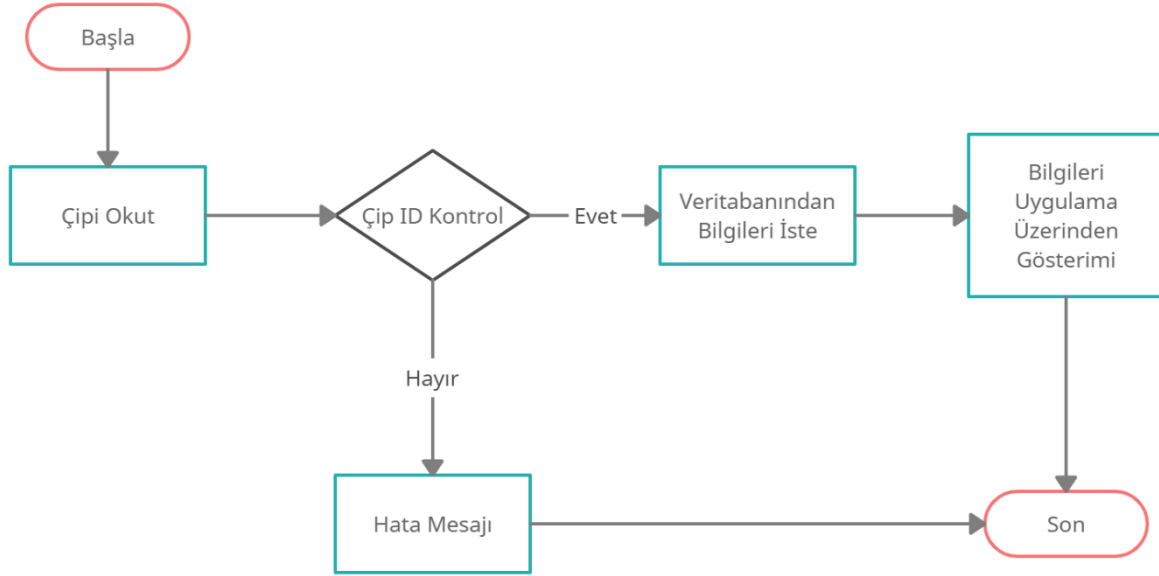 Başla
Çipi Okut
Çip ID Kontrol
Evet
Veritabanından
Bilgileri İste
Bilgileri
Uygulama
Üzerinden
Gösterimi
Hayır
Hata Mesajı
Son